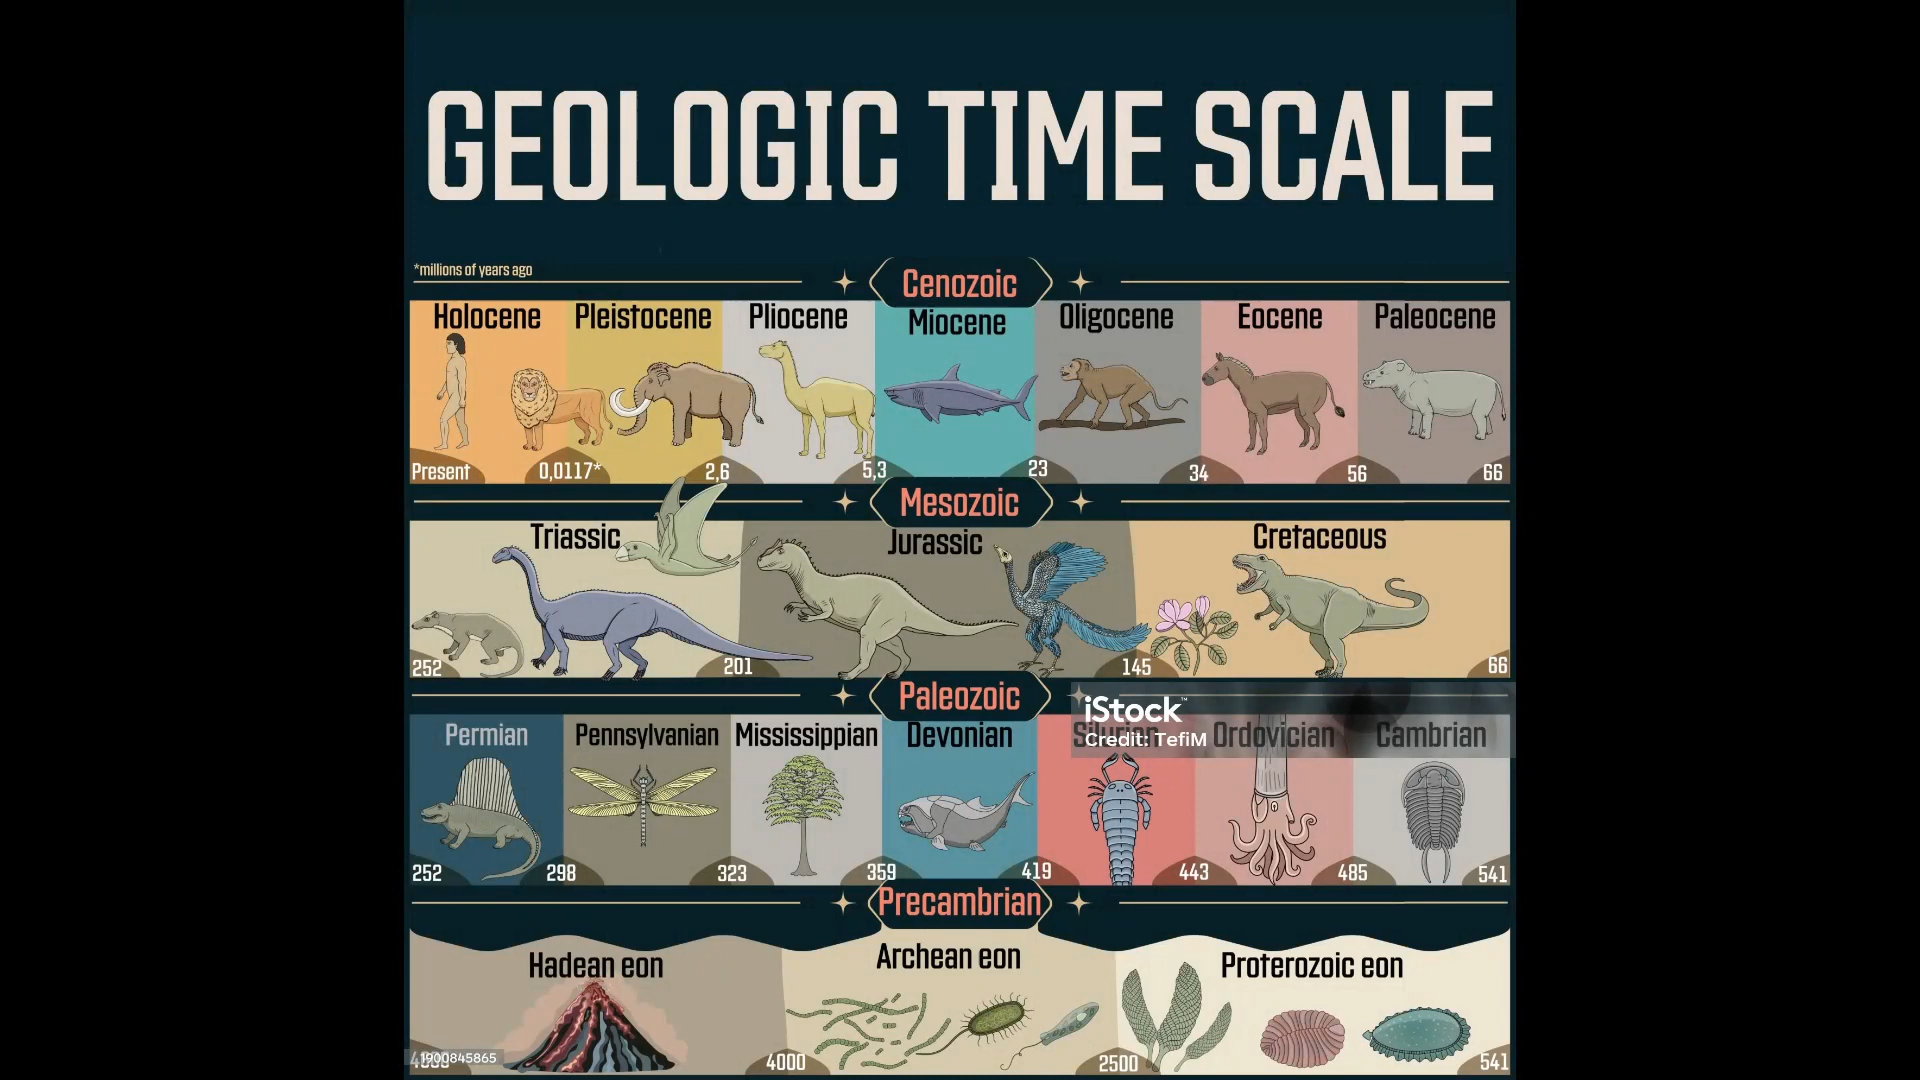 GEOLOGIC TIME SCALE
*millions of years ago
Cenozoic
Holocene Pleistocene Pliocene Miocene Oligocene Eocene Paleocene
Present 0,0117* 2,6 5,3 23 34 56 66
Mesozoic
Triassic Jurassic Cretaceous
252 201 145 66
Paleozoic
iStock™
Permian Pennsylvanian Mississippian Devonian Silurian Ordovician Cambrian
Credit: TefiM
252 298 323 359 419 443 485 541
Precambrian
Hadean eon Archean eon Proterozoic eon
1900845865
4000 2500 541